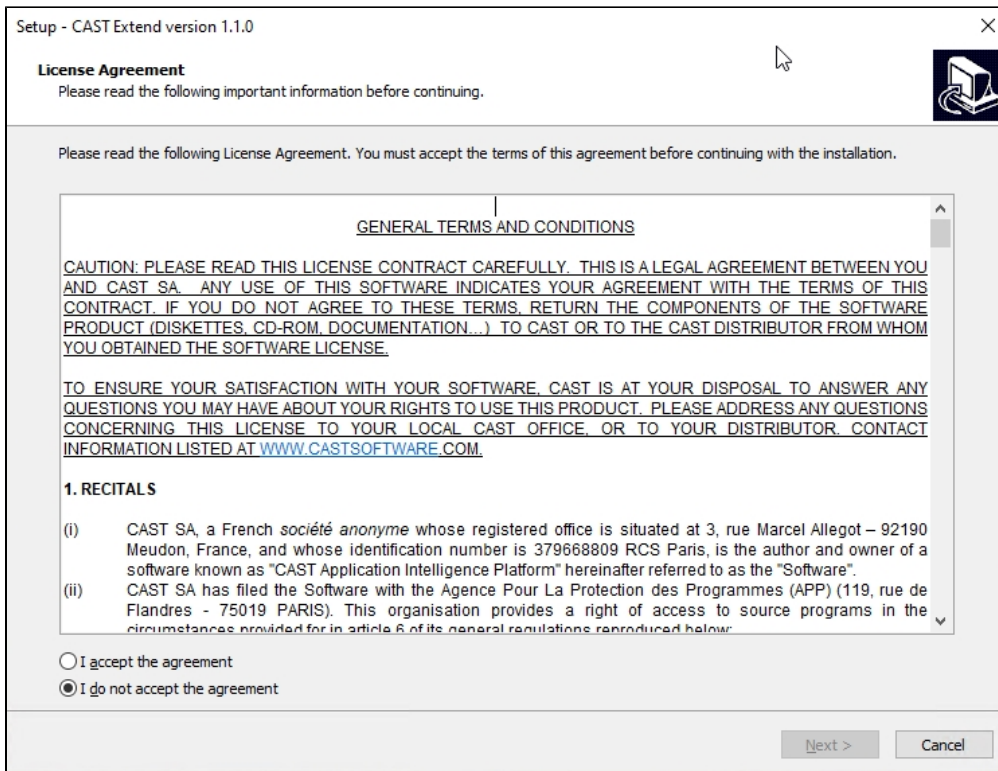 Setup - CAST Extend version 1.1.0
License Agreement
Please read the following important information before continuing.
Please read the following License Agreement. You must accept the terms of this agreement before continuing with the installation.
GENERAL TERMS AND CONDITIONS
CAUTION: PLEASE READ THIS LICENSE CONTRACT CAREFULLY. THIS IS A LEGAL AGREEMENT BETWEEN YOU
AND CAST SA. ANY USE OF THIS SOFTWARE INDICATES YOUR AGREEMENT WITH THE TERMS OF THIS
CONTRACT. IF YOU DO NOT AGREE TO THESE TERMS, RETURN THE COMPONENTS OF THE SOFTWARE
PRODUCT (DISKETTES, CD-ROM, DOCUMENTATION...) TO CAST OR TO THE CAST DISTRIBUTOR FROM WHOM
YOU OBTAINED THE SOFTWARE LICENSE.
TO ENSURE YOUR SATISFACTION WITH YOUR SOFTWARE, CAST IS AT YOUR DISPOSAL TO ANSWER ANY
QUESTIONS YOU MAY HAVE ABOUT YOUR RIGHTS TO USE THIS PRODUCT. PLEASE ADDRESS ANY QUESTIONS
CONCERNING THIS LICENSE TO YOUR LOCAL CAST OFFICE, OR TO YOUR DISTRIBUTOR. CONTACT
INFORMATION LISTED AT WWW.CASTSOFTWARE.COM.
1. RECITALS
(i) CAST SA, a French société anonyme whose registered office is situated at 3, rue Marcel Allegot – 92190
Meudon, France, and whose identification number is 379668809 RCS Paris, is the author and owner of a
software known as "CAST Application Intelligence Platform" hereinafter referred to as the "Software".
(ii) CAST SA has filed the Software with the Agence Pour La Protection des Programmes (APP) (119, rue de
Flandres - 75019 PARIS). This organisation provides a right of access to source programs in the
circumstances provided for in article 6 of its general regulations reproduced below:
I accept the agreement
I do not accept the agreement
Next >
Cancel